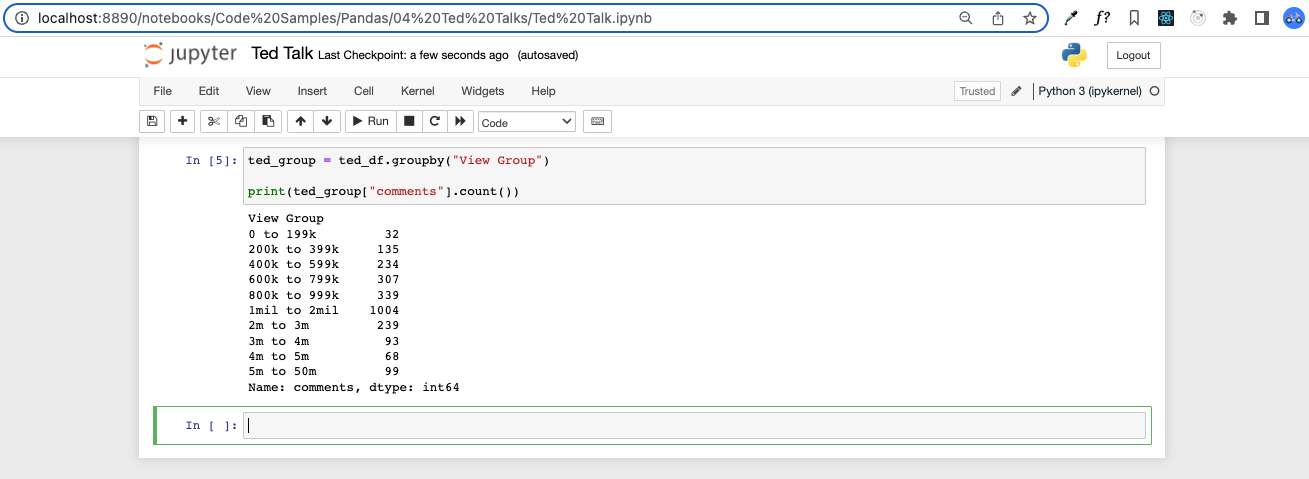 localhost:8890/notebooks/Code%20Samples/Pandas/04%20Ted%20Talks/Ted%20Talk.ipynb
f?
jupyter Ted Talk Last Checkpoint: a few seconds ago (autosaved)
Logout
File Edit View Insert Cell Kernel Widgets Help
Trusted
Python 3 (ipykernel)
Run
Code
In [5]: ted_group = ted_df.groupby("View Group")
print(ted_group["comments"].count())
View Group
0 to 199k 32
200k to 399k 135
400k to 599k 234
600k to 799k 307
800k to 999k 339
1mil to 2mil 1004
2m to 3m 239
3m to 4m 93
4m to 5m 68
5m to 50m 99
Name: comments, dtype: int64
In [ ]: